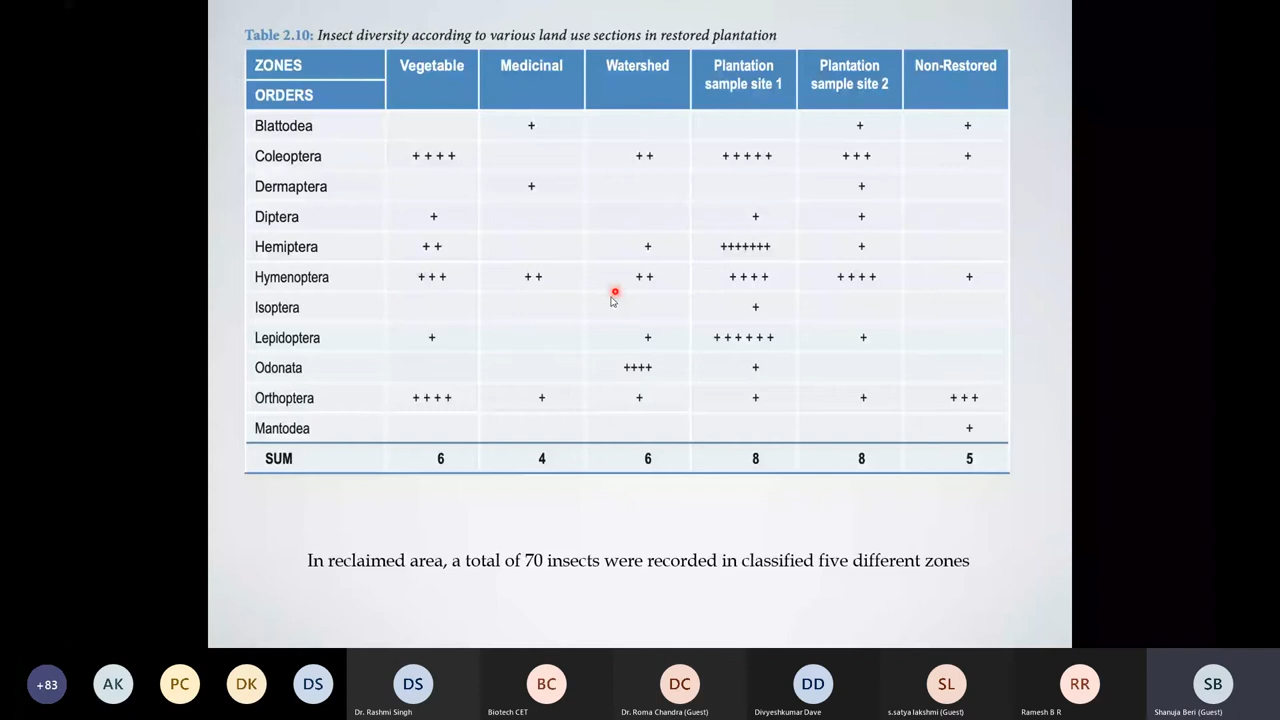 Table 2.10: Insect diversity according to various land use sections in restored plantation
ZONES Vegetable Medicinal Watershed Plantation sample site 1 Plantation sample site 2 Non-Restored
ORDERS
Blattodea + + +
Coleoptera + + + + + + + + + + + + + + +
Dermaptera + +
Diptera + + +
Hemiptera + + + +++++++ +
Hymenoptera + + + + + + + + + + + + + + + +
Isoptera +
Lepidoptera + + + + + + + + +
Odonata ++++ +
Orthoptera + + + + + + + + + + +
Mantodea +
SUM 6 4 6 8 8 5
In reclaimed area, a total of 70 insects were recorded in classified five different zones
+83 AK PC DK DS DS BC DC DD SL RR SB
Dr. Rashmi Singh Biotech CET Dr. Roma Chandra (Guest) Divyeshkumar Dave s.satya lakshmi (Guest) Ramesh B R Shanuja Beri (Guest)